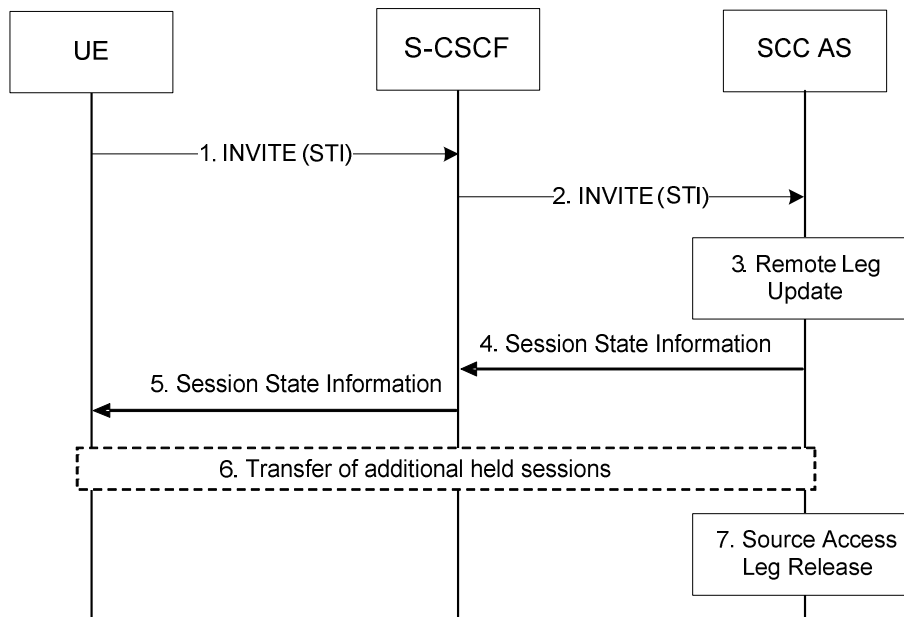 UE
S-CSCF
SCC AS
1. INVITE (STI)
2. INVITE (STI)
3. Remote Leg
Update
4. Session State Information
5. Session State Information
6. Transfer of additional held sessions
7. Source Access
Leg Release